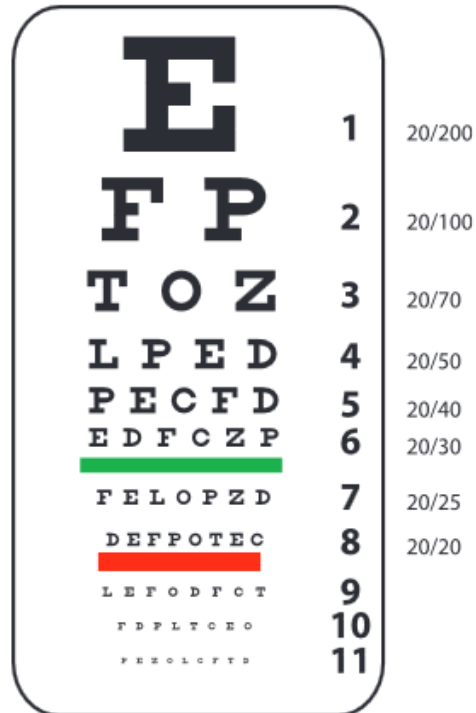 E 1 20/200
F P 2 20/100
T O Z 3 20/70
L P E D 4 20/50
P E C F D 5 20/40
E D F C Z P 6 20/30
F E L O P Z D 7 20/25
D E F P O T E C 8 20/20
L E F O D F C T 9
F D P L T C E O 10
P E Z O L C F T D 11